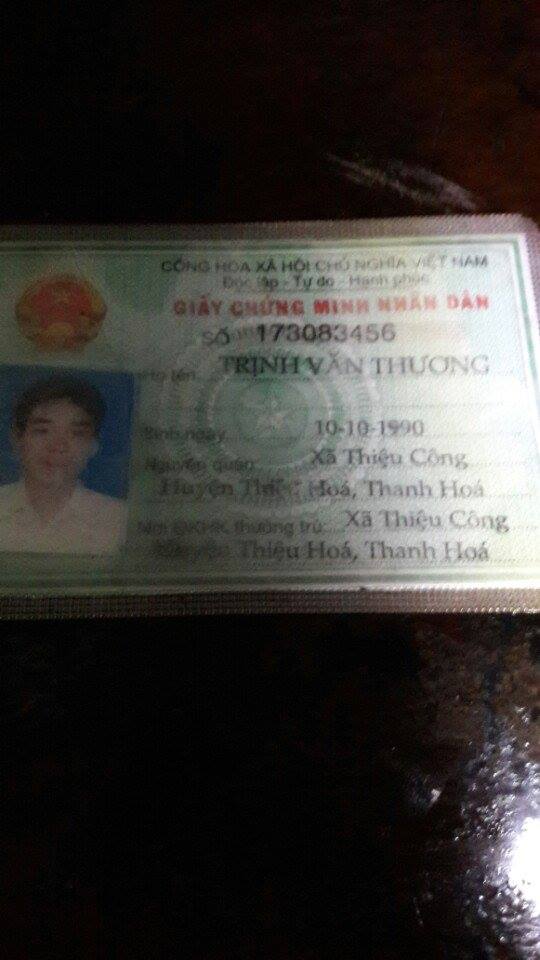 CỘNG HÒA XÃ HỘI CHỦ NGHĨA VIỆT NAM
Độc lập - Tự do - Hạnh phúc
GIẤY CHỨNG MINH NHÂN DÂN
SỐ 173083456
Họ tên: TRỊNH VĂN THƯƠNG
Sinh ngày 10-10-1990
Nguyên quán Xã Thiệu Công
Huyện Thiệu Hoá, Thanh Hoá
Nơi ĐKHK thường trú: Xã Thiệu Công
Huyện Thiệu Hoá, Thanh Hoá